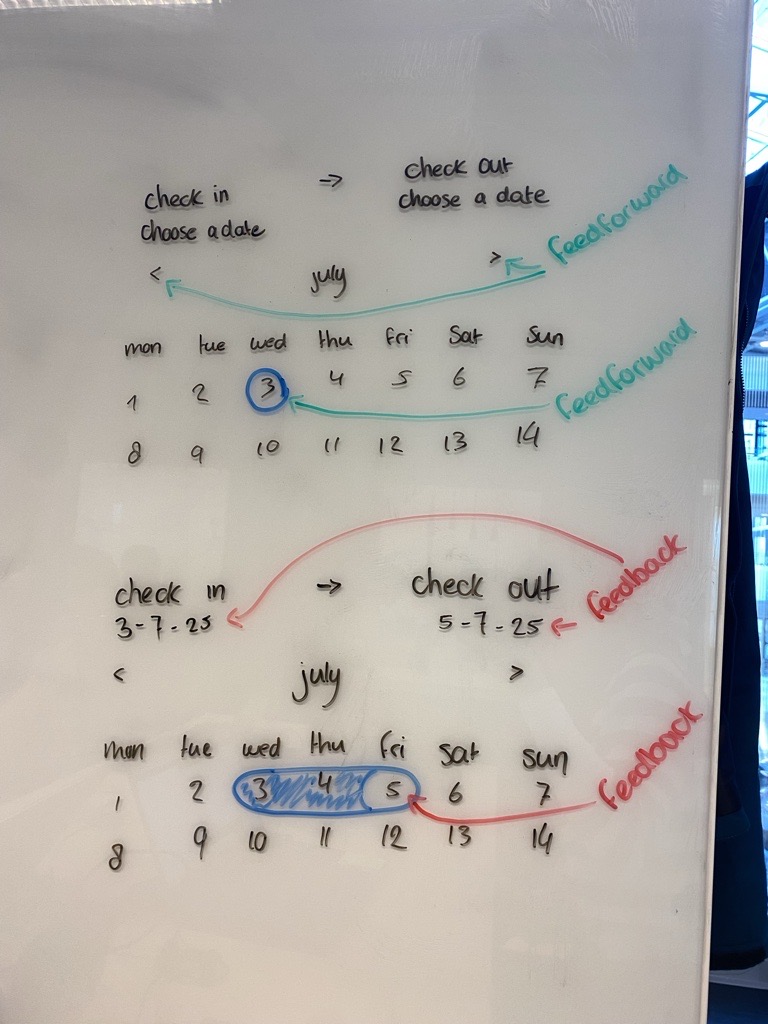 check in -> check out
choose a date choose a date
feedforward
< july >
mon tue wed thu fri sat sun
1 2 3 4 5 6 7
feedforward
8 9 10 11 12 13 14
check in -> check out
3-7-25 5-7-25
feedback
< july >
mon tue wed thu fri sat sun
1 2 3 4 5 6 7
feedback
8 9 10 11 12 13 14